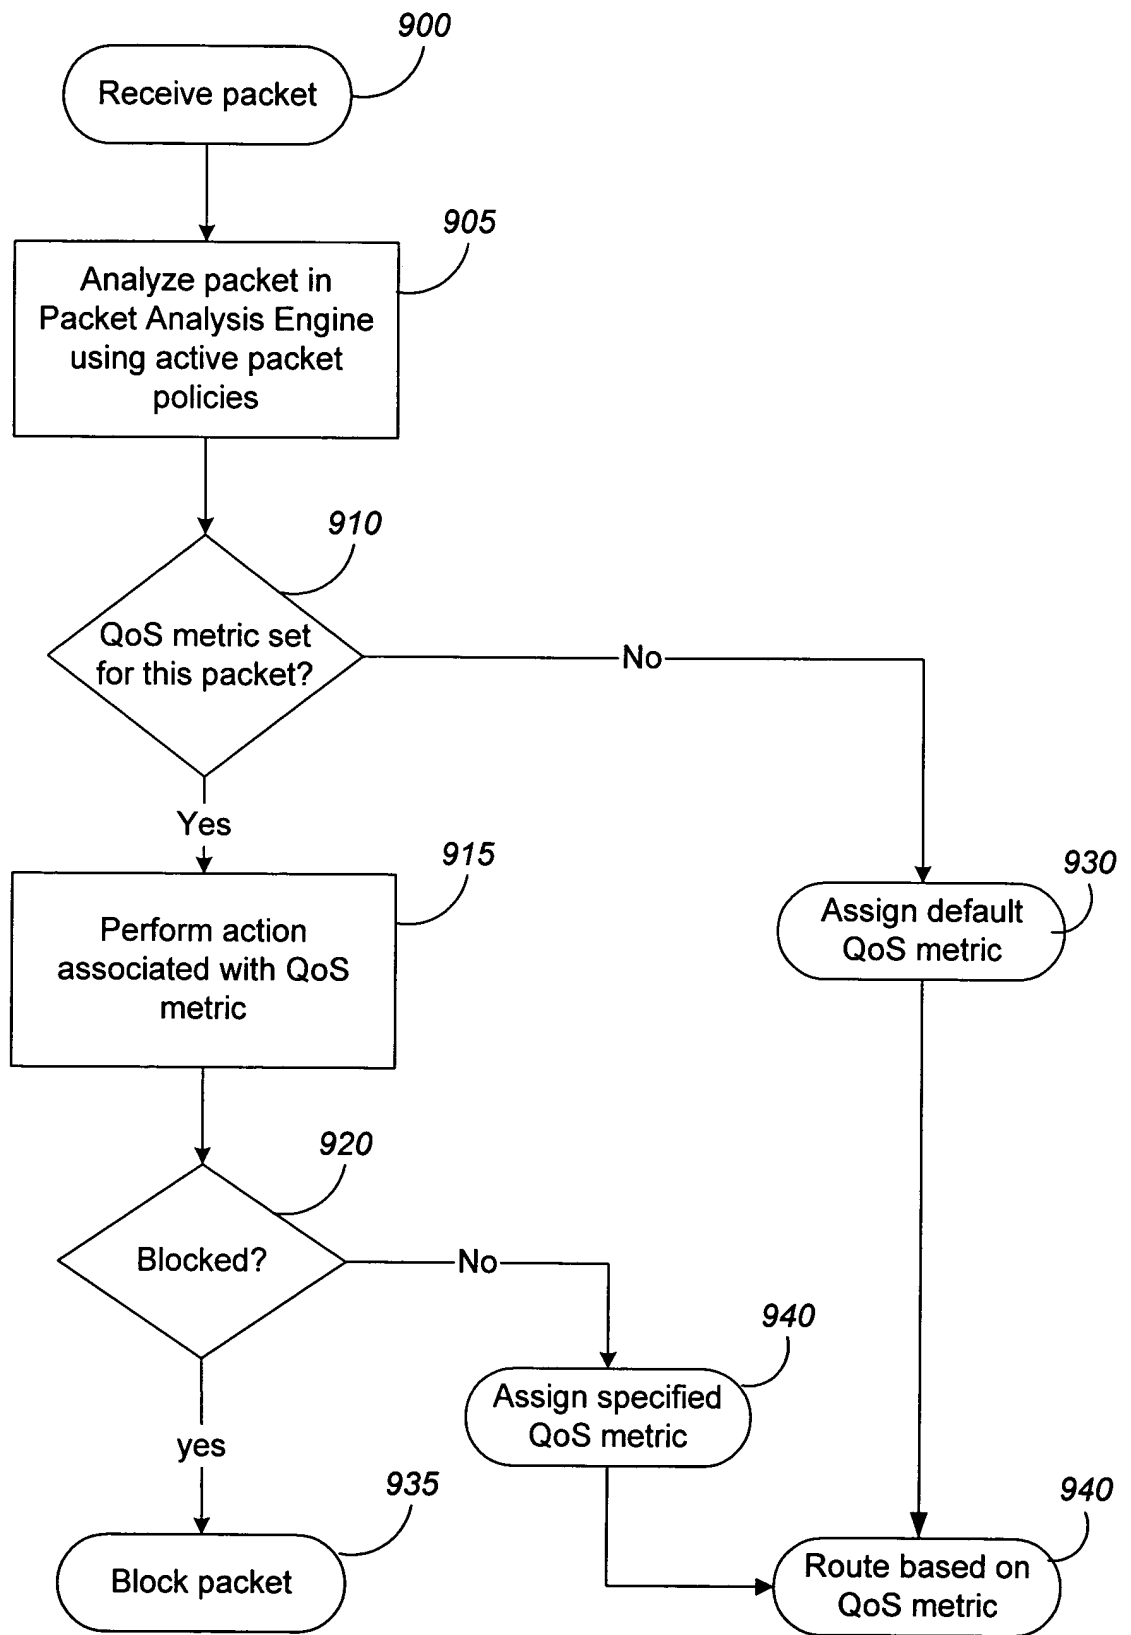 900
Receive packet
905
Analyze packet in
Packet Analysis Engine
using active packet
policies
910
QoS metric set
for this packet?
No
Yes
915
Perform action
associated with QoS
metric
930
Assign default
QoS metric
920
Blocked?
No
940
Assign specified
QoS metric
yes
935
Block packet
940
Route based on
QoS metric